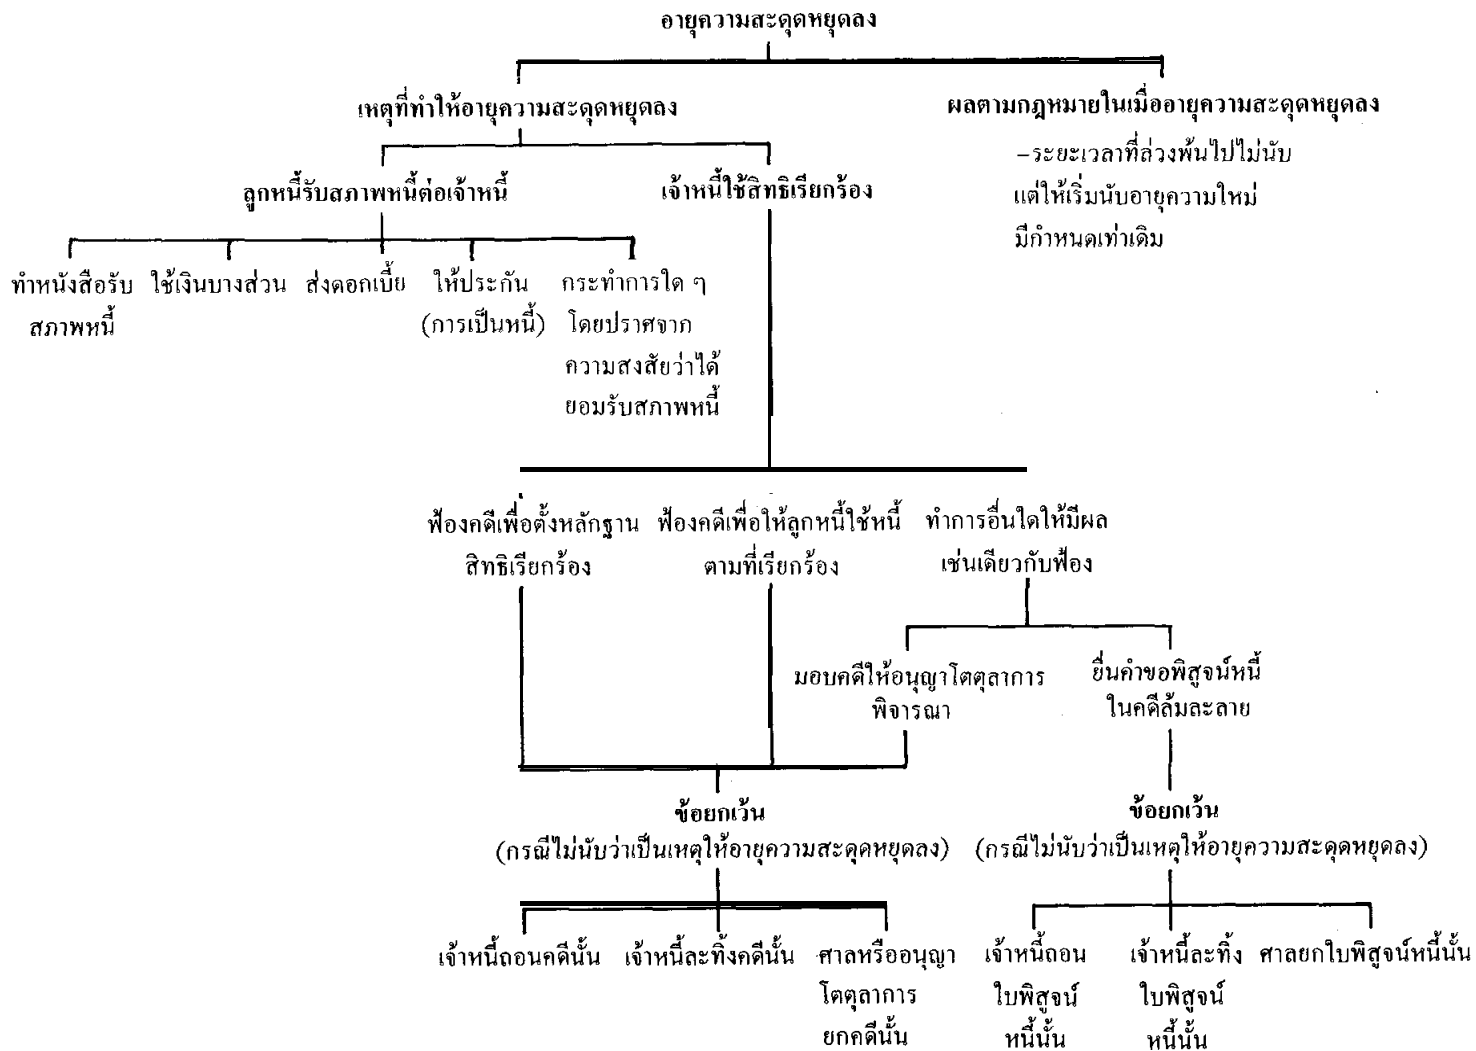 อายุความสะดุดหยุดลง
เหตุที่ทำให้อายุความสะดุดหยุดลง
ผลตามกฎหมายในเมื่ออายุความสะดุดหยุดลง
–ระยะเวลาที่ล่วงพ้นไปไม่นับ
แต่ให้เริ่มนับอายุความใหม่
มีกำหนดเท่าเดิม
ลูกหนี้รับสภาพหนี้ต่อเจ้าหนี้
เจ้าหนี้ใช้สิทธิเรียกร้อง
ทำหนังสือรับ
สภาพหนี้
ใช้เงินบางส่วน
ส่งดอกเบี้ย
ให้ประกัน
(การเป็นหนี้)
กระทำการใด ๆ
โดยปราศจาก
ความสงสัยว่าได้
ยอมรับสภาพหนี้
ฟ้องคดีเพื่อตั้งหลักฐาน
สิทธิเรียกร้อง
ฟ้องคดีเพื่อให้ลูกหนี้ใช้หนี้
ตามที่เรียกร้อง
ทำการอื่นใดให้มีผล
เช่นเดียวกับฟ้อง
มอบคดีให้อนุญาโตตุลาการ
พิจารณา
ยื่นคำขอพิสูจน์หนี้
ในคดีล้มละลาย
ข้อยกเว้น
(กรณีไม่นับว่าเป็นเหตุให้อายุความสะดุดหยุดลง)
ข้อยกเว้น
(กรณีไม่นับว่าเป็นเหตุให้อายุความสะดุดหยุดลง)
เจ้าหนี้ถอนคดีนั้น
เจ้าหนี้ละทิ้งคดีนั้น
ศาลหรืออนุญา
โตตุลาการ
ยกคดีนั้น
เจ้าหนี้ถอน
ใบพิสูจน์
หนี้นั้น
เจ้าหนี้ละทิ้ง
ใบพิสูจน์
หนี้นั้น
ศาลยกใบพิสูจน์หนี้นั้น